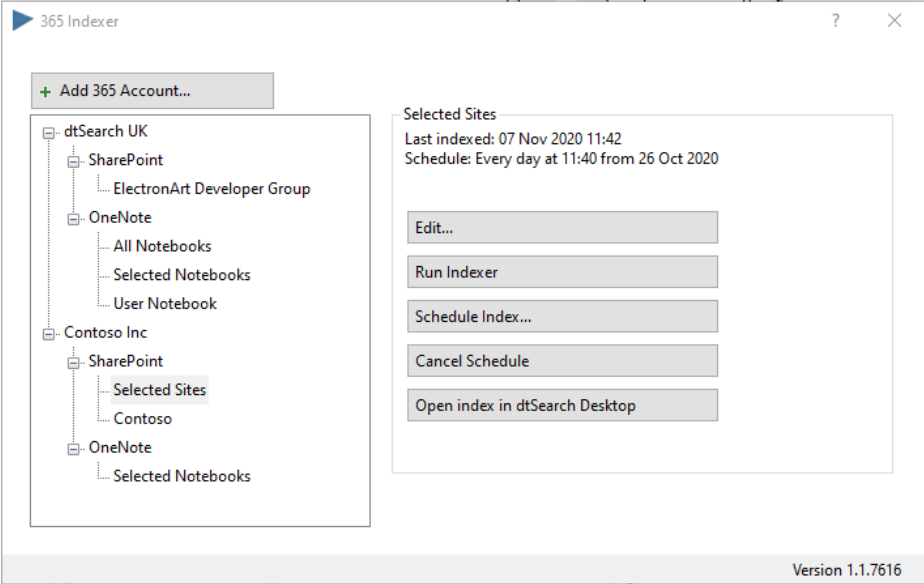 365 Indexer
?
+ Add 365 Account...
dtSearch UK
SharePoint
ElectronArt Developer Group
OneNote
All Notebooks
Selected Notebooks
User Notebook
Contoso Inc
SharePoint
Selected Sites
Contoso
OneNote
Selected Notebooks
Selected Sites
Last indexed: 07 Nov 2020 11:42
Schedule: Every day at 11:40 from 26 Oct 2020
Edit...
Run Indexer
Schedule Index...
Cancel Schedule
Open index in dtSearch Desktop
Version 1.1.7616